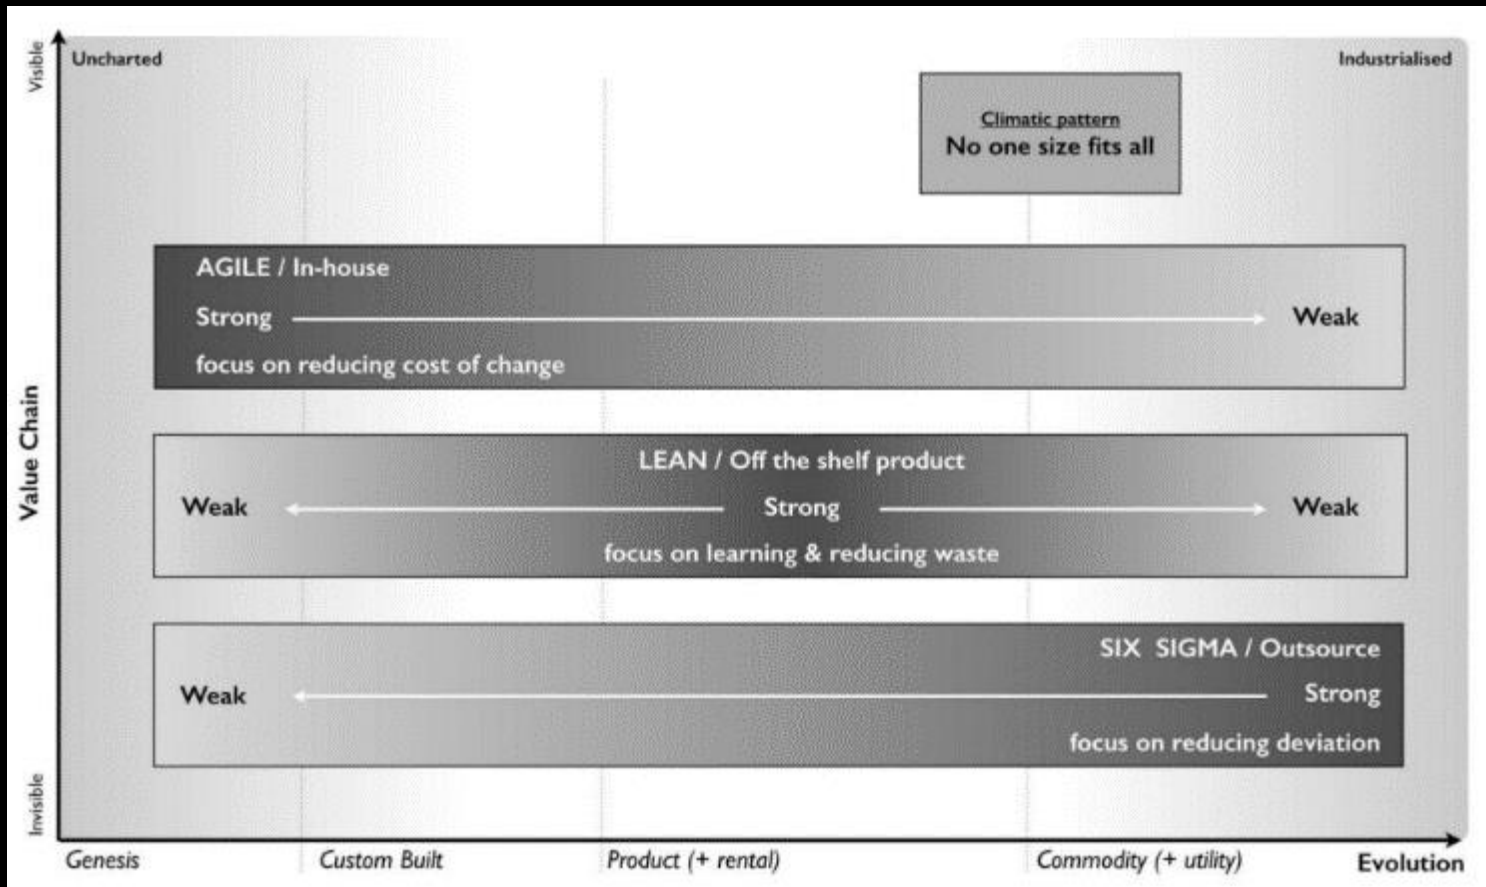 Visible
Uncharted
Industrialised
Climatic pattern
No one size fits all
AGILE / In-house
Strong
Weak
focus on reducing cost of change
Value Chain
LEAN / Off the shelf product
Weak
Strong
Weak
focus on learning & reducing waste
SIX SIGMA / Outsource
Weak
Strong
focus on reducing deviation
Invisible
Genesis
Custom Built
Product (+ rental)
Commodity (+ utility)
Evolution